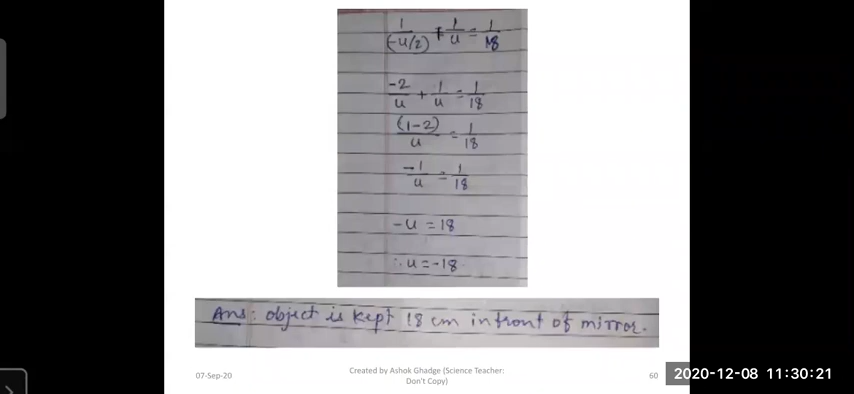 1/(-u/2) + 1/u = 1/18
-2/u + 1/u = 1/18
(1-2)/u = 1/18
-1/u = 1/18
-u = 18
∴ u = -18
Ans: object is kept 18 cm in front of mirror.
07-Sep-20
Created by Ashok Ghadge (Science Teacher:
Don't Copy)
60
2020-12-08 11:30:21